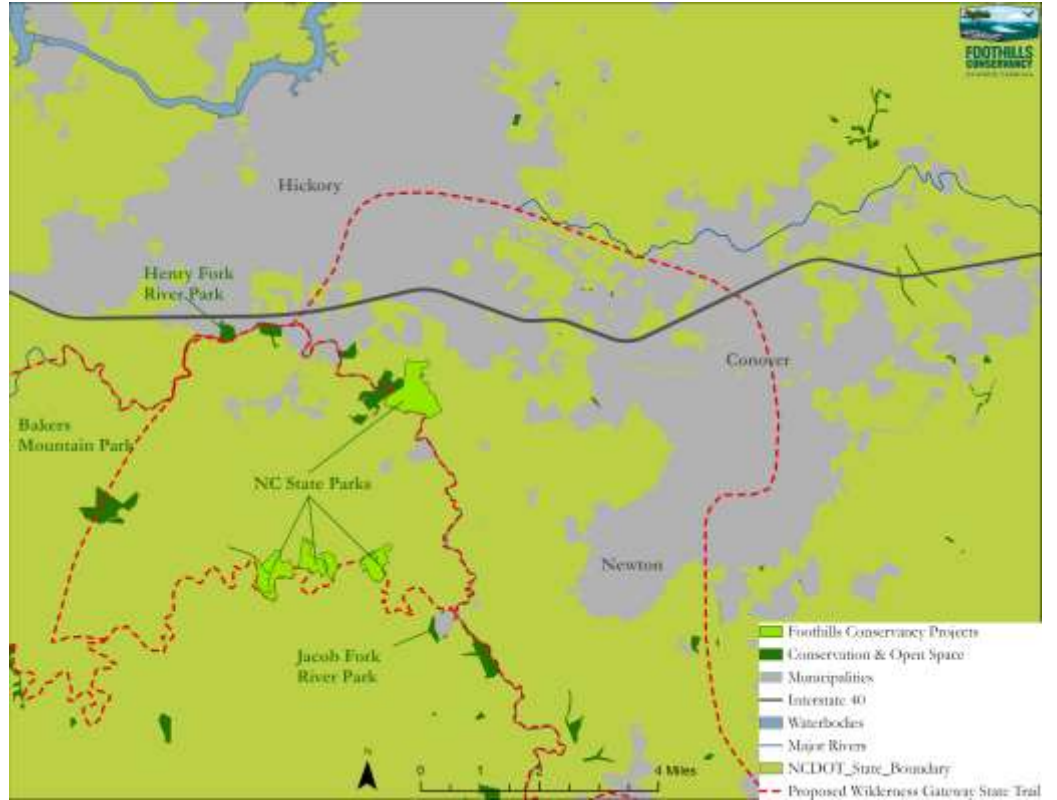 FOOTHILLS
CONSERVANCY
Hickory
Henry Fork
River Park
Conover
Bakers
Mountain Park
NC State Parks
Newton
Jacob Fork
River Park
N
0 1 2 4 Miles
Foothills Conservancy Projects
Conservation & Open Space
Municipalities
Interstate 40
Waterbodies
Major Rivers
NCDOT_State_Boundary
Proposed Wilderness Gateway State Trail